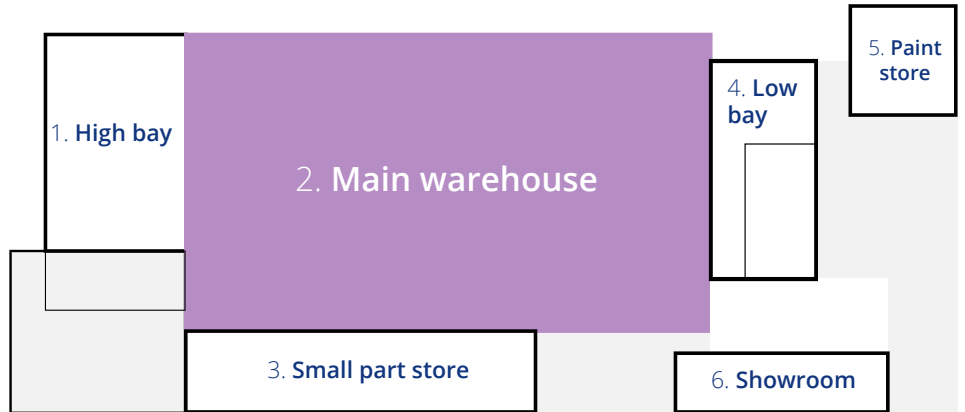 1. High bay
2. Main warehouse
3. Small part store
4. Low
bay
5. Paint
store
6. Showroom